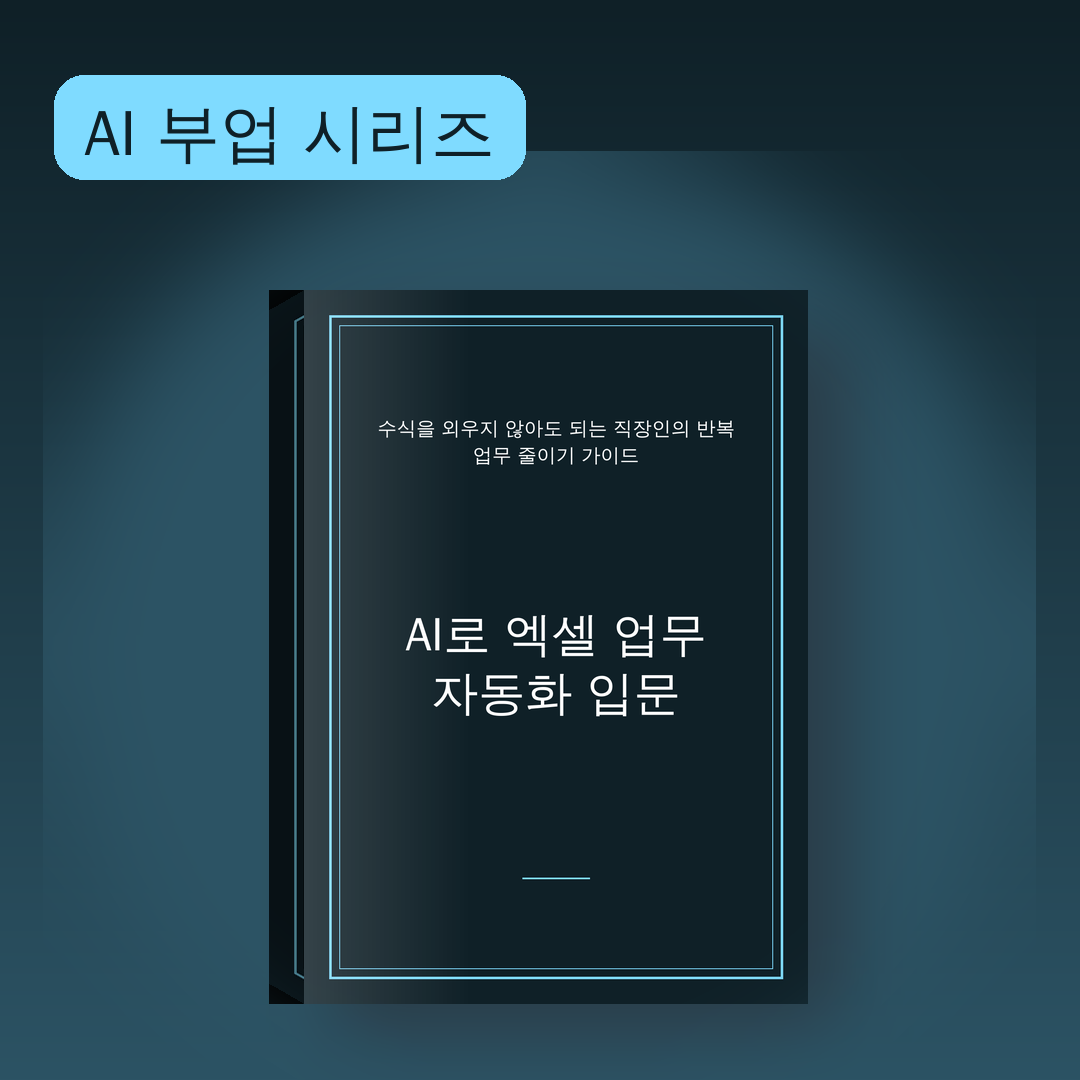 AI 부업 시리즈
수식을 외우지 않아도 되는 직장인의 반복
업무 줄이기 가이드
AI로 엑셀 업무
자동화 입문